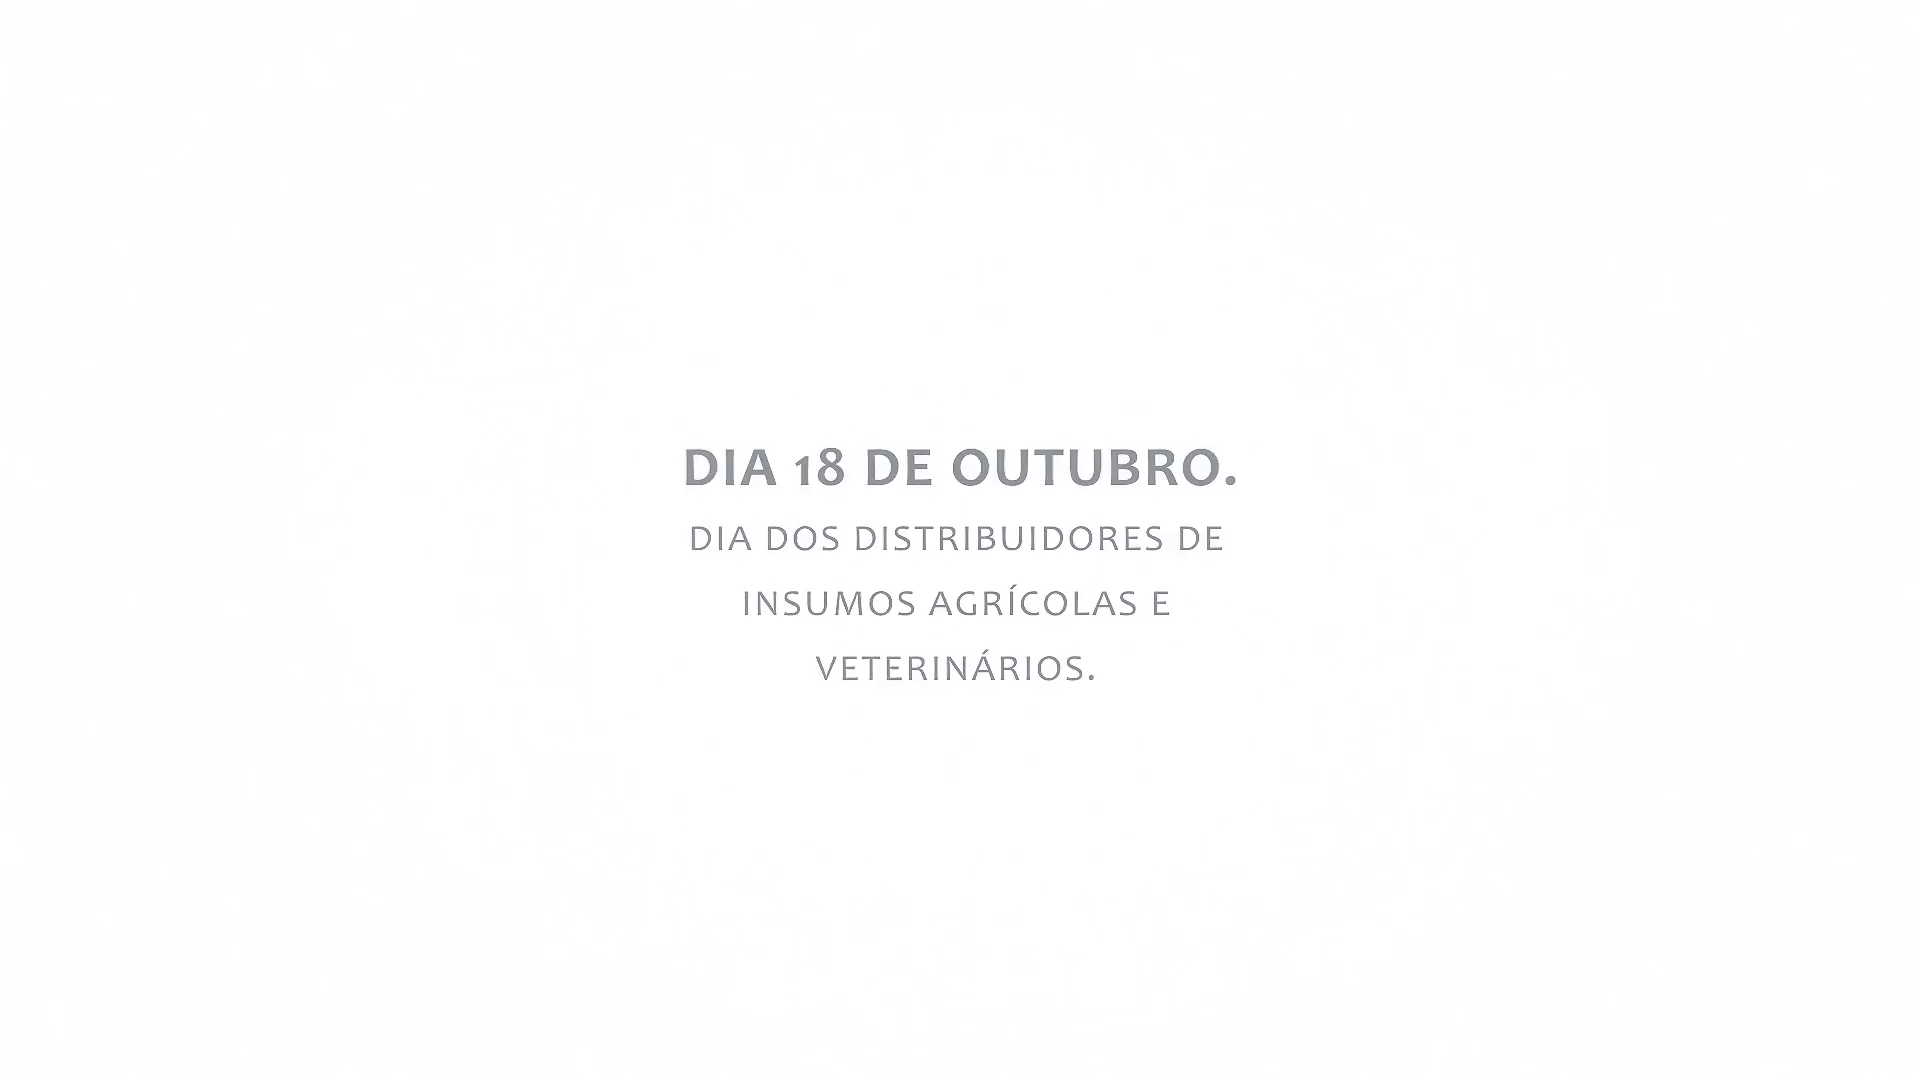 DIA 18 DE OUTUBRO.
DIA DOS DISTRIBUIDORES DE
INSUMOS AGRÍCOLAS E
VETERINÁRIOS.